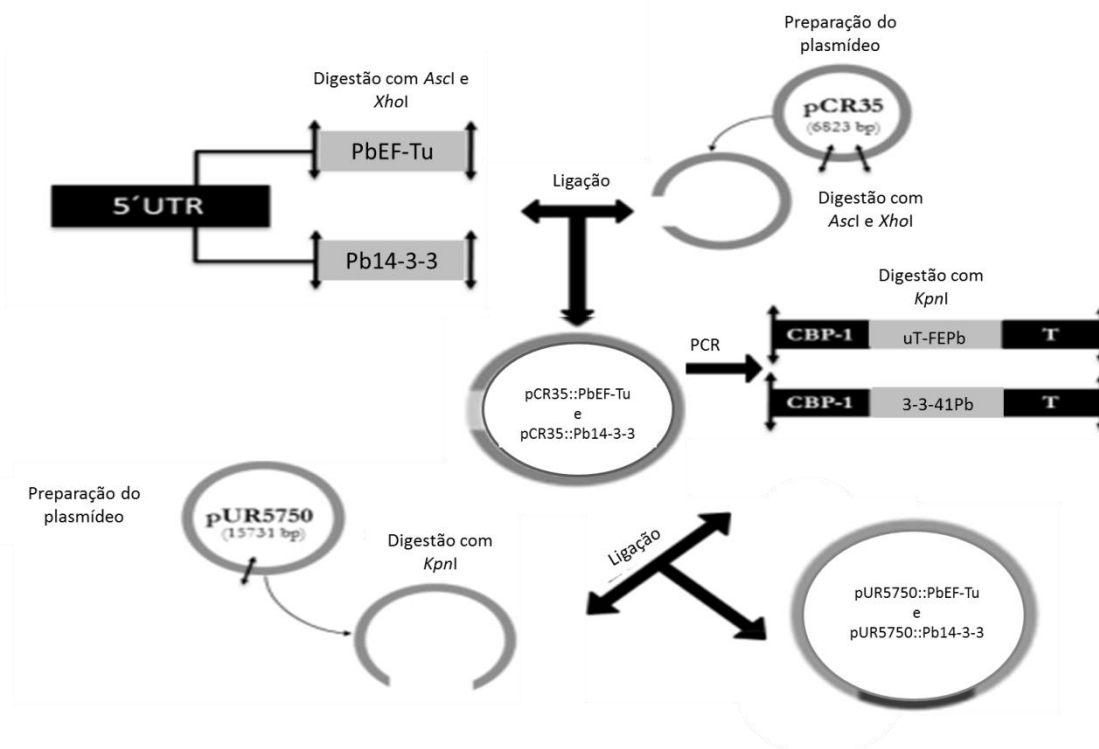 Preparação do
plasmídeo
pCR35
(6823 bp)
Digestão com
AscI e XhoI
Digestão com AscI e
XhoI
PbEF-Tu
5´UTR
Pb14-3-3
Ligação
Digestão com
KpnI
CBP-1 uT-FEPb T
CBP-1 3-3-41Pb T
PCR
pCR35::PbEF-Tu
e
pCR35::Pb14-3-3
Preparação do
plasmídeo
pUR5750
(15731 bp)
Digestão com
KpnI
Ligação
pUR5750::PbEF-Tu
e
pUR5750::Pb14-3-3